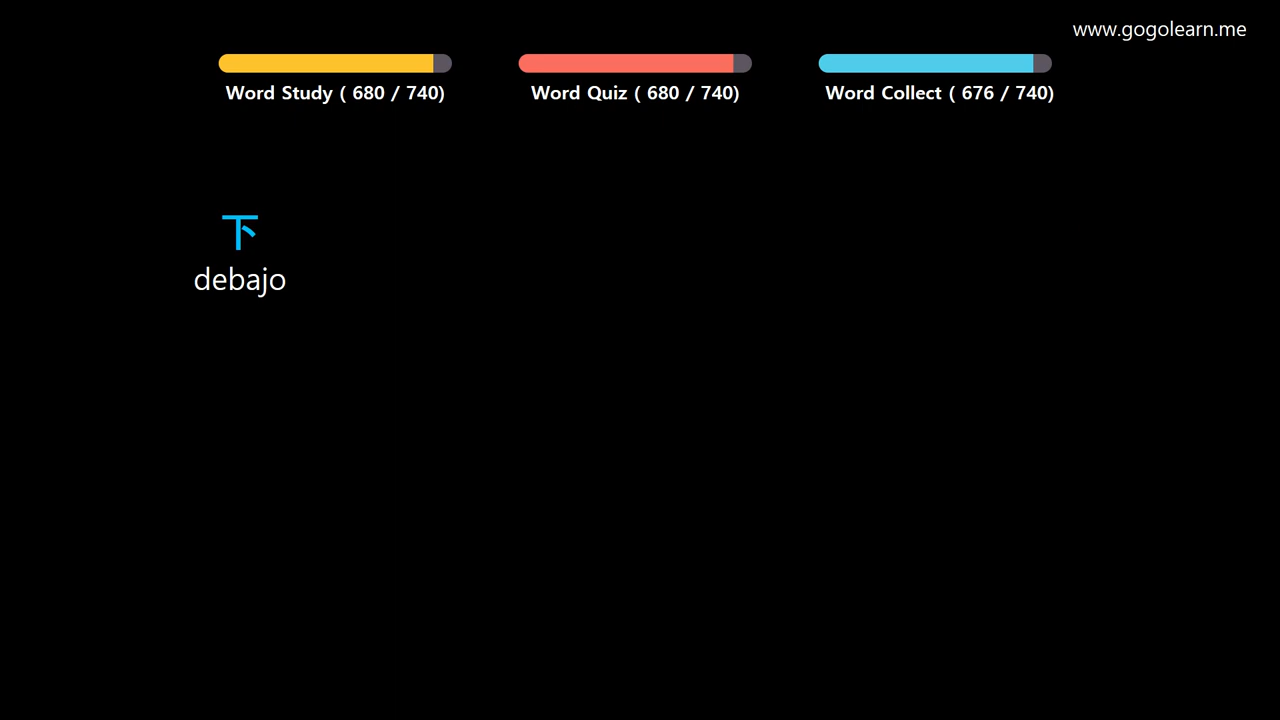 www.gogolearn.me
Word Study ( 680 / 740) Word Quiz ( 680 / 740) Word Collect ( 676 / 740)
下
debajo